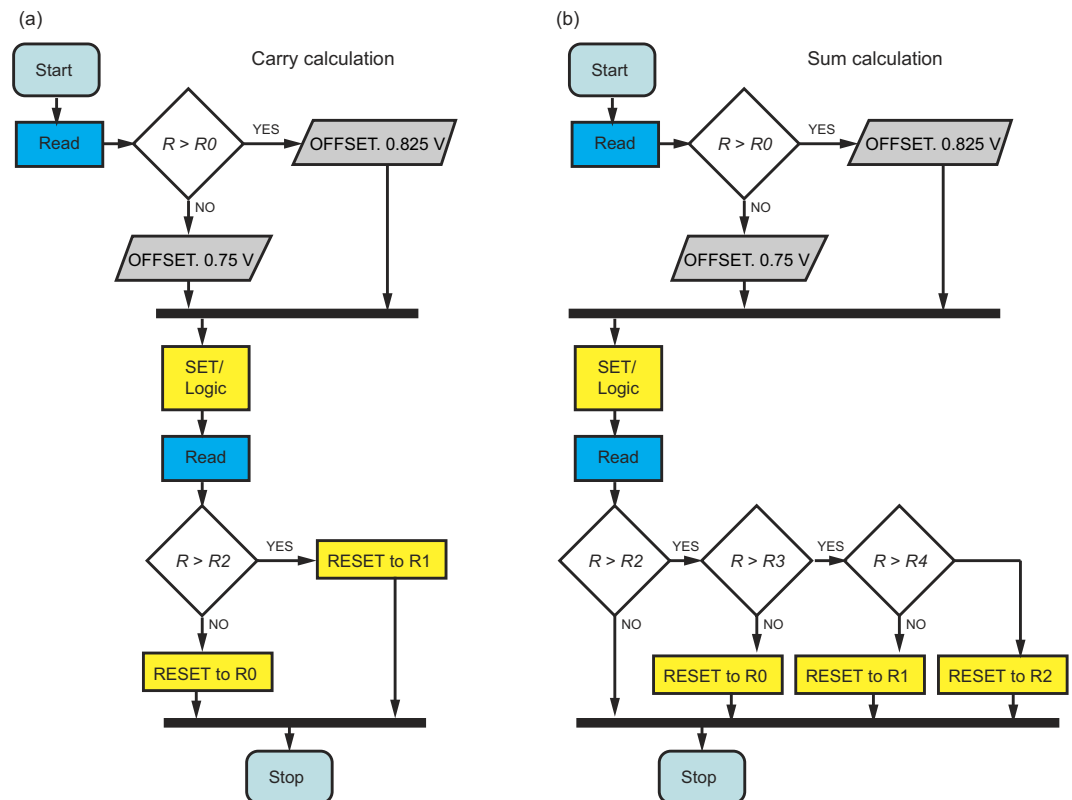 (a)
Carry calculation
Start
Read
R > R0
YES
OFFSET. 0.825 V
NO
OFFSET. 0.75 V
SET/
Logic
Read
R > R2
YES
RESET to R1
NO
RESET to R0
Stop
(b)
Sum calculation
Start
Read
R > R0
YES
OFFSET. 0.825 V
NO
OFFSET. 0.75 V
SET/
Logic
Read
R > R2
YES
R > R3
YES
R > R4
NO
NO
NO
RESET to R0
RESET to R1
RESET to R2
Stop